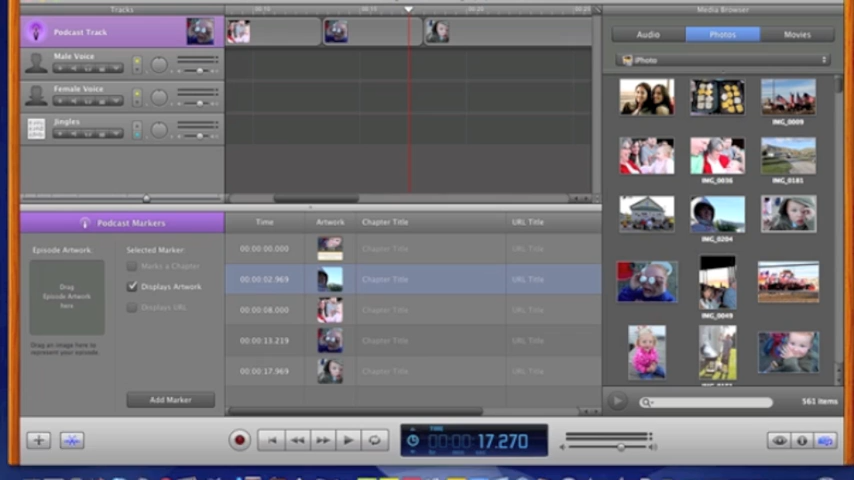 Tracks
Media Browser
Podcast Track
Male Voice
Female Voice
Jingles
Audio
Photos
Movies
iPhoto
IMG_0009
IMG_0036
IMG_0181
IMG_0204
IMG_0049
561 items
Podcast Markers
Time
Artwork
Chapter Title
URL Title
Episode Artwork:
Drag
Episode Artwork
here
Drag an image here to
represent your episode.
Selected Marker:
Marks a Chapter
Displays Artwork
Displays URL
Add Marker
00:00:00.000
Chapter Title
URL Title
00:00:02.969
Chapter Title
URL Title
00:00:08.000
Chapter Title
URL Title
00:00:13.219
Chapter Title
URL Title
00:00:17.969
Chapter Title
URL Title
TIME
00:00:17.270